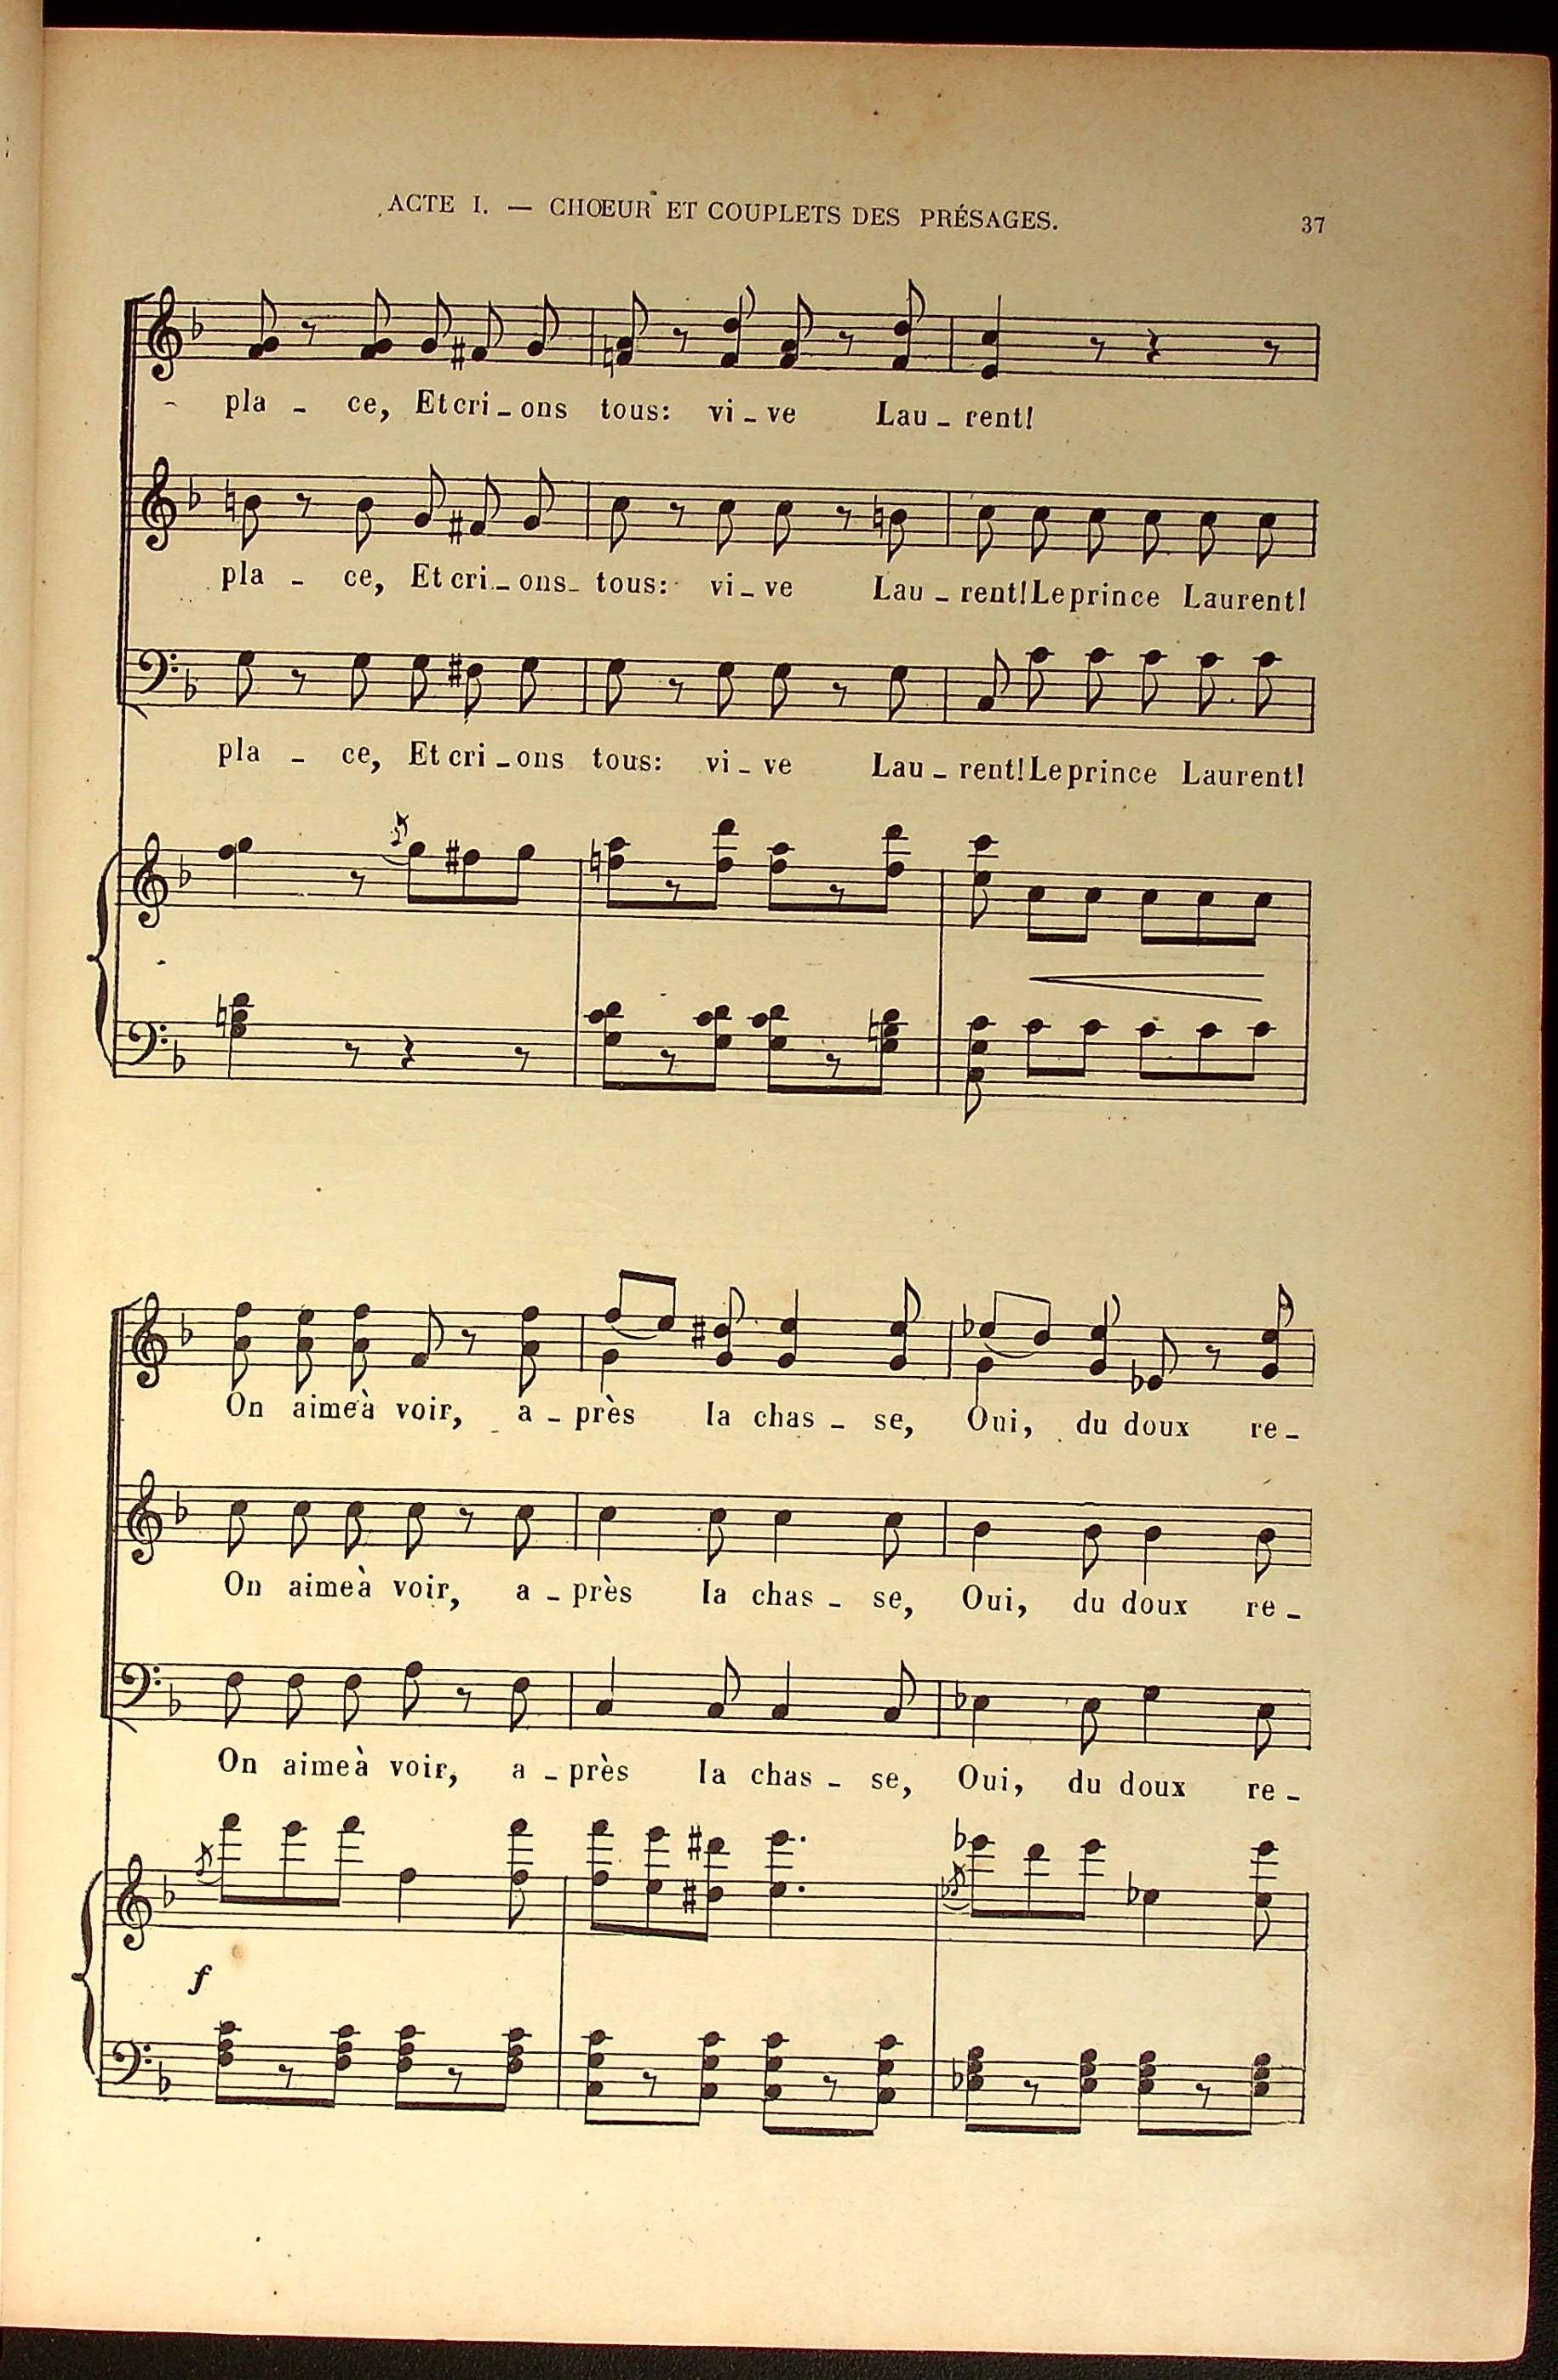 ACTE I. — CHŒUR ET COUPLETS DES PRÉSAGES.
37
- pla - ce, Et cri - ons tous: vi - ve Lau - rent!
pla - ce, Et cri - ons - tous: vi - ve Lau - rent! Le prince Laurent!
pla - ce, Et cri - ons tous: vi - ve Lau - rent! Le prince Laurent!
On aime à voir, a - près la chas - se, Oui, du doux re -
On aime à voir, a - près la chas - se, Oui, du doux re -
On aime à voir, a - près la chas - se, Oui, du doux re -
f